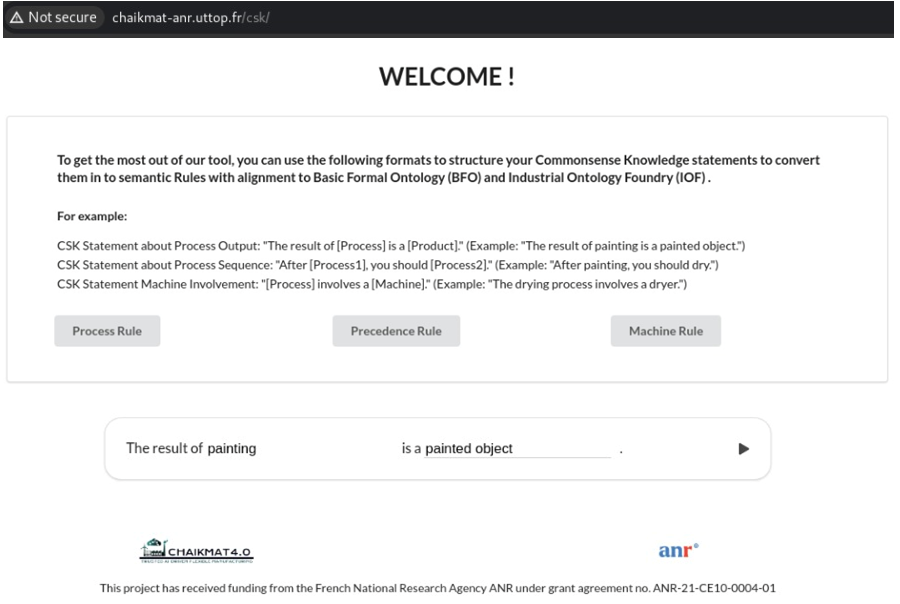 Not secure chaikmat-anr.uttop.fr/csk/
WELCOME !
To get the most out of our tool, you can use the following formats to structure your Commonsense Knowledge statements to convert
them in to semantic Rules with alignment to Basic Formal Ontology (BFO) and Industrial Ontology Foundry (IOF) .
For example:
CSK Statement about Process Output: "The result of [Process] is a [Product]." (Example: "The result of painting is a painted object.")
CSK Statement about Process Sequence: "After [Process1], you should [Process2]." (Example: "After painting, you should dry.")
CSK Statement Machine Involvement: "[Process] involves a [Machine]." (Example: "The drying process involves a dryer.")
Process Rule Precedence Rule Machine Rule
The result of painting is a painted object .
CHAIKMAT4.0 anr
This project has received funding from the French National Research Agency ANR under grant agreement no. ANR-21-CE10-0004-01